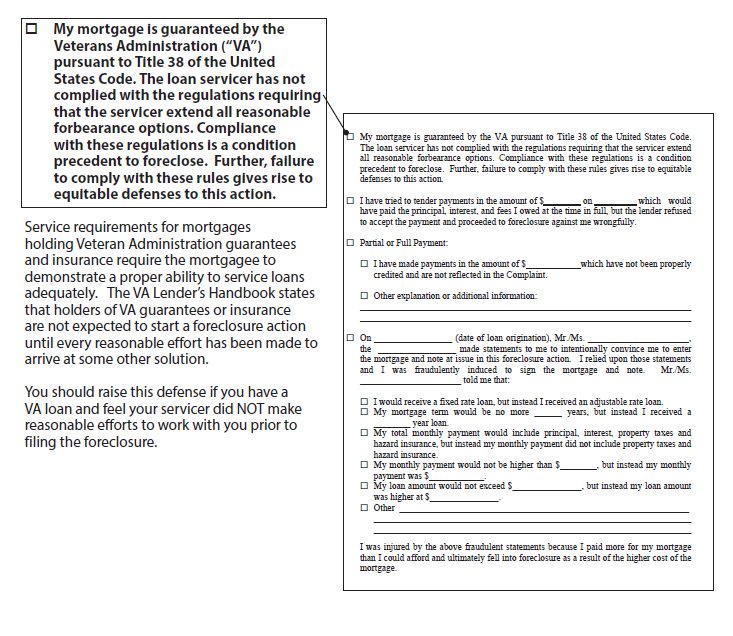 ☐ My mortgage is guaranteed by the
Veterans Administration (“VA”)
pursuant to Title 38 of the United
States Code. The loan servicer has not
complied with the regulations requiring
that the servicer extend all reasonable
forbearance options. Compliance
with these regulations is a condition
precedent to foreclose.  Further, failure
to comply with these rules gives rise to
equitable defenses to this action.
Service requirements for mortgages
holding Veteran Administration guarantees
and insurance require the mortgagee to
demonstrate a proper ability to service loans
adequately.   The VA Lender’s Handbook states
that holders of VA guarantees or insurance
are not expected to start a foreclosure action
until every reasonable effort has been made to
arrive at some other solution.
You should raise this defense if you have a
VA loan and feel your servicer did NOT make
reasonable efforts to work with you prior to
filing the foreclosure.
☐ My mortgage is guaranteed by the VA pursuant to Title 38 of the United States Code.
The loan servicer has not complied with the regulations requiring that the servicer extend
all reasonable forbearance options. Compliance with these regulations is a condition
precedent to foreclose.  Further, failure to comply with these rules gives rise to equitable
defenses to this action.
☐ I have tried to tender payments in the amount of $________ on _________ which would
have paid the principal, interest, and fees I owed at the time in full, but the lender refused
to accept the payment and proceeded to foreclosure against me wrongfully.
☐ Partial or Full Payment:
☐ I have made payments in the amount of $___________which have not been properly
credited and are not reflected in the Complaint.
☐ Other explanation or additional information:
☐ On ________________ (date of loan origination), Mr./Ms. _____________________,
the ________________ made statements to me to intentionally convince me to enter
the mortgage and note at issue in this foreclosure action.  I relied upon those statements
and I was fraudulently induced to sign the mortgage and note.  Mr./Ms.
_____________________ told me that:
☐ I would receive a fixed rate loan, but instead I received an adjustable rate loan.
☐ My mortgage term would be no more ______ years, but instead I received a
________ year loan.
☐ My total monthly payment would include principal, interest, property taxes and
hazard insurance, but instead my monthly payment did not include property taxes and
hazard insurance.
☐ My monthly payment would not be higher than $________, but instead my monthly
payment was $____________.
☐ My loan amount would not exceed $______________, but instead my loan amount
was higher at $______________.
☐ Other
I was injured by the above fraudulent statements because I paid more for my mortgage
than I could afford and ultimately fell into foreclosure as a result of the higher cost of the
mortgage.